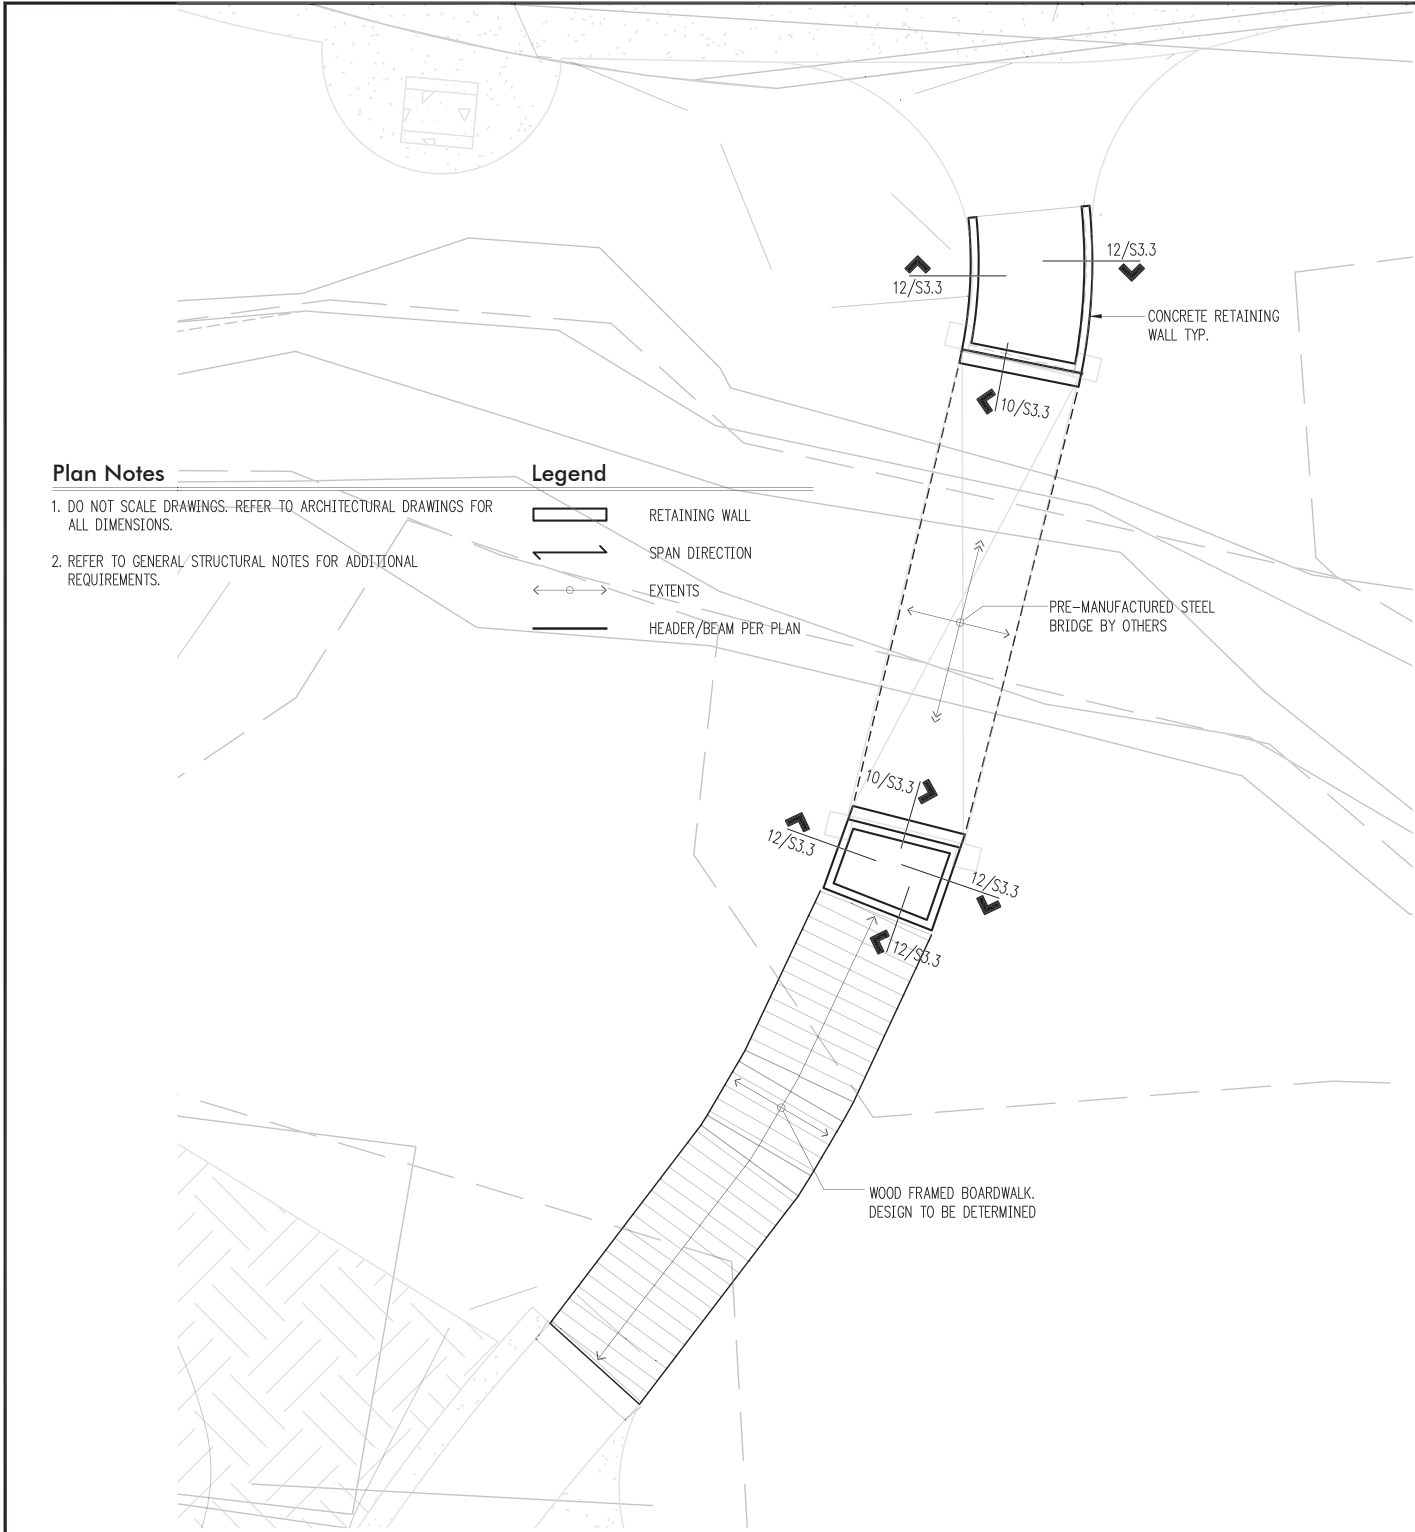 12/S3.3
12/S3.3
CONCRETE RETAINING
WALL TYP.
10/S3.3
Plan Notes
1. DO NOT SCALE DRAWINGS. REFER TO ARCHITECTURAL DRAWINGS FOR
ALL DIMENSIONS.
2. REFER TO GENERAL STRUCTURAL NOTES FOR ADDITIONAL
REQUIREMENTS.
Legend
RETAINING WALL
SPAN DIRECTION
EXTENTS
HEADER/BEAM PER PLAN
PRE-MANUFACTURED STEEL
BRIDGE BY OTHERS
10/S3.3
12/S3.3
12/S3.3
12/S3.3
WOOD FRAMED BOARDWALK.
DESIGN TO BE DETERMINED